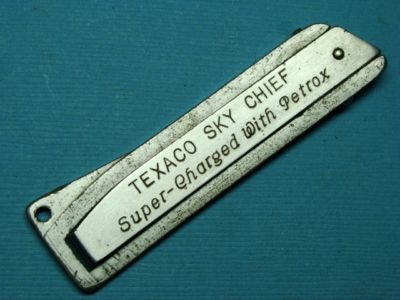 TEXACO SKY CHIEF
Super-Charged With Petrox